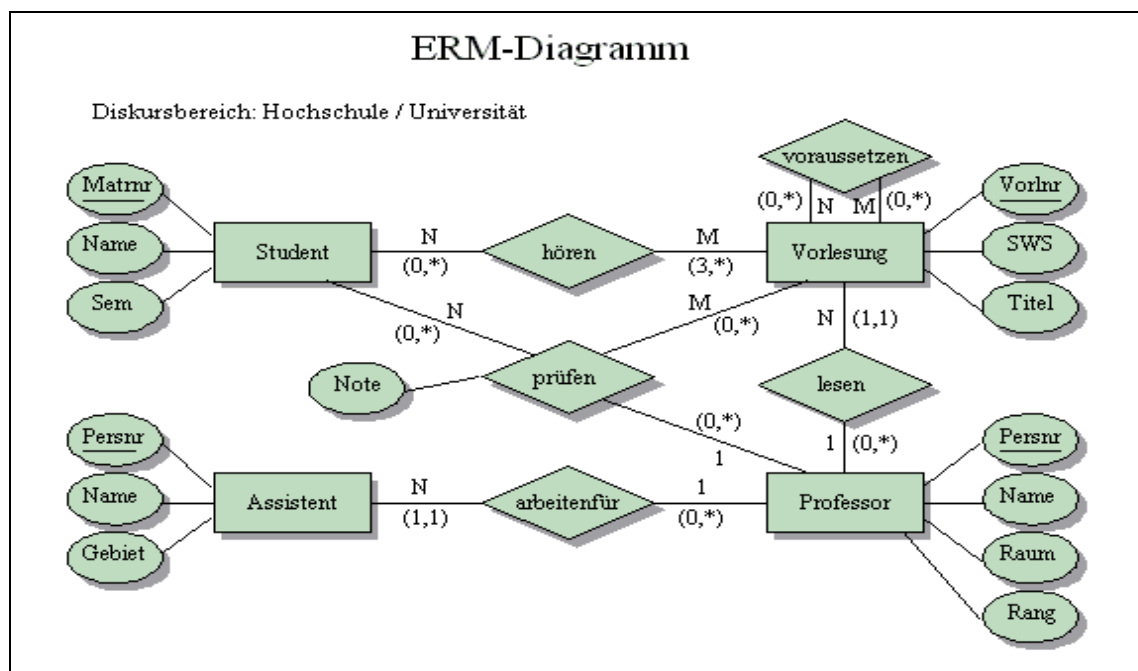 ERM-Diagramm
Diskursbereich: Hochschule / Universität
voraussetzen
Matrnr
(0,*) N M (0,*)
Vorlnr
N M
Name
Student
hören
Vorlesung
SWS
(0,*) (3,*)
Sem
N M
Titel
(0,*) (0,*)
N (1,1)
Note
prüfen
lesen
(0,*)
1 (0,*)
Persnr
1
Persnr
N 1
Name
Assistent
arbeitenfür
Professor
Name
(1,1) (0,*)
Gebiet
Raum
Rang